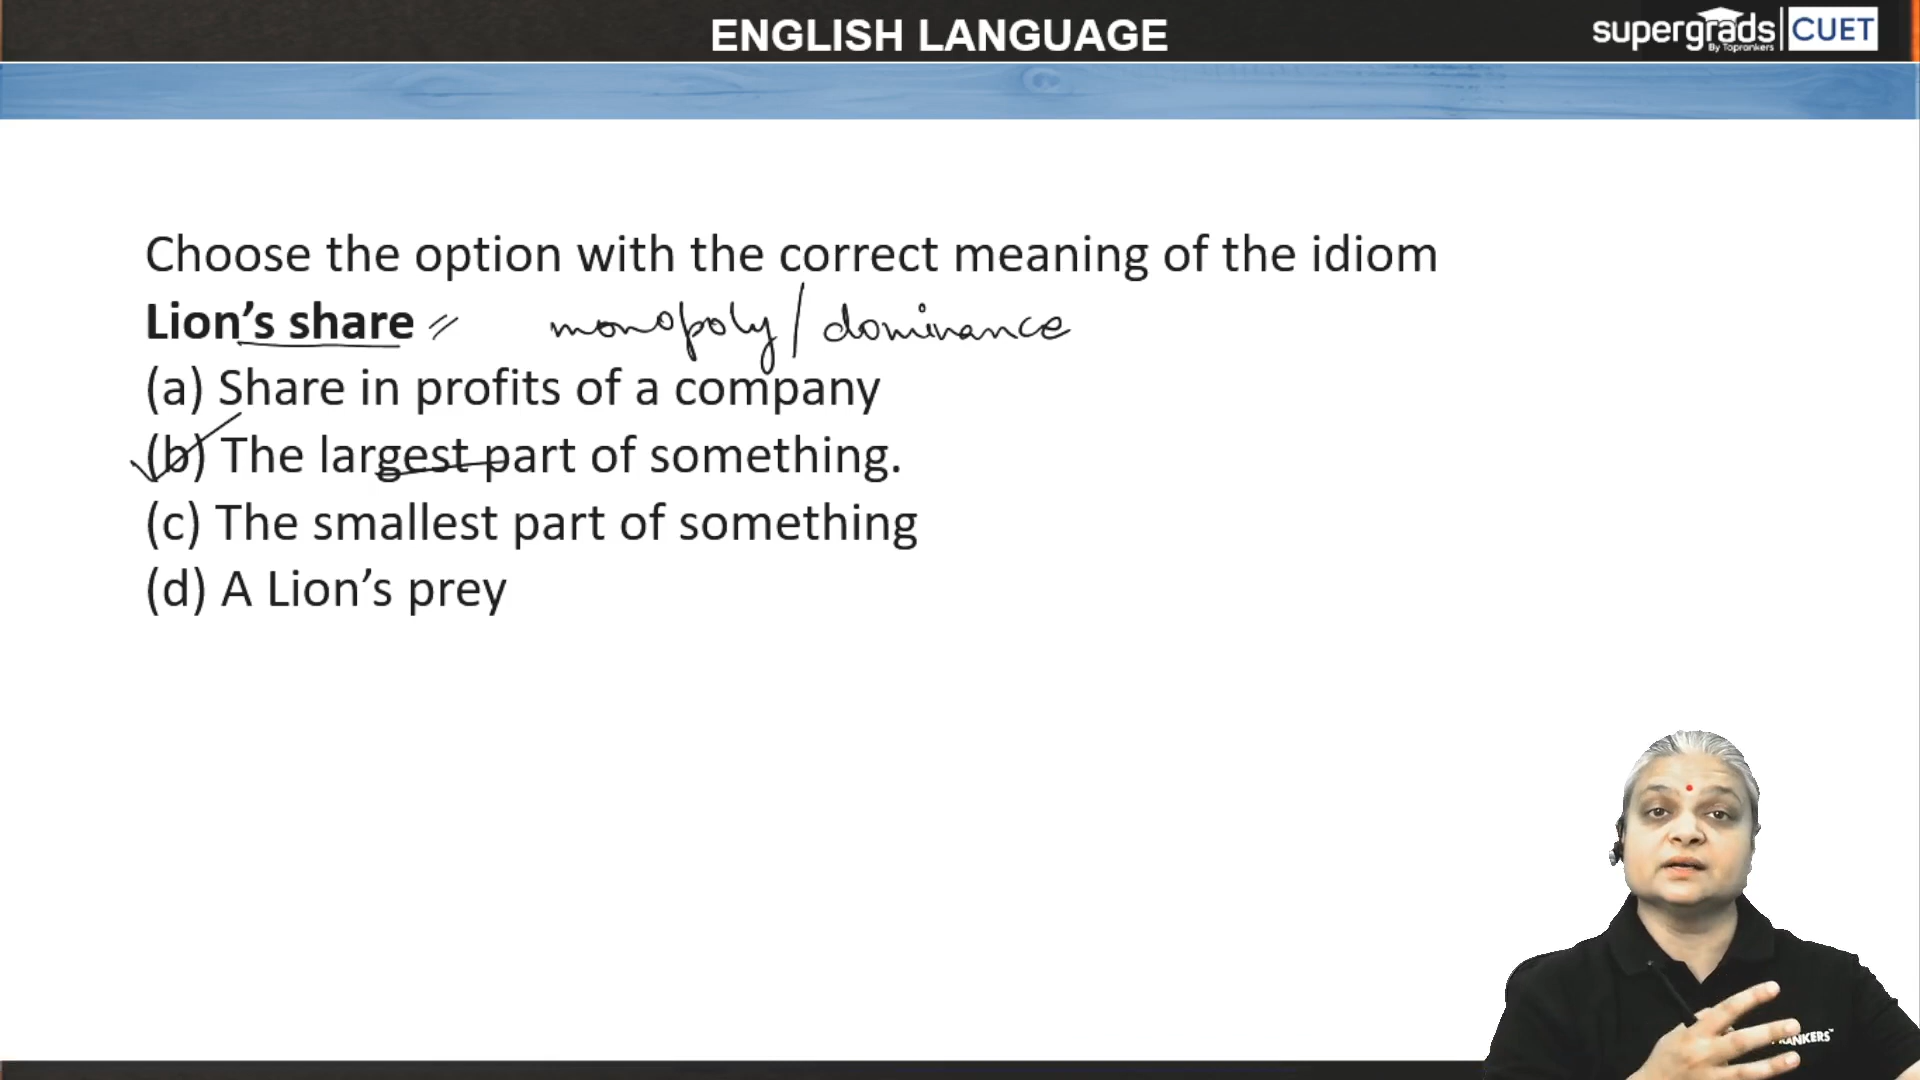 ENGLISH LANGUAGE
supergrads
By Toprankers
CUET
Choose the option with the correct meaning of the idiom
Lion's share monopoly/dominance
(a) Share in profits of a company
(b) The largest part of something.
(c) The smallest part of something
(d) A Lion's prey